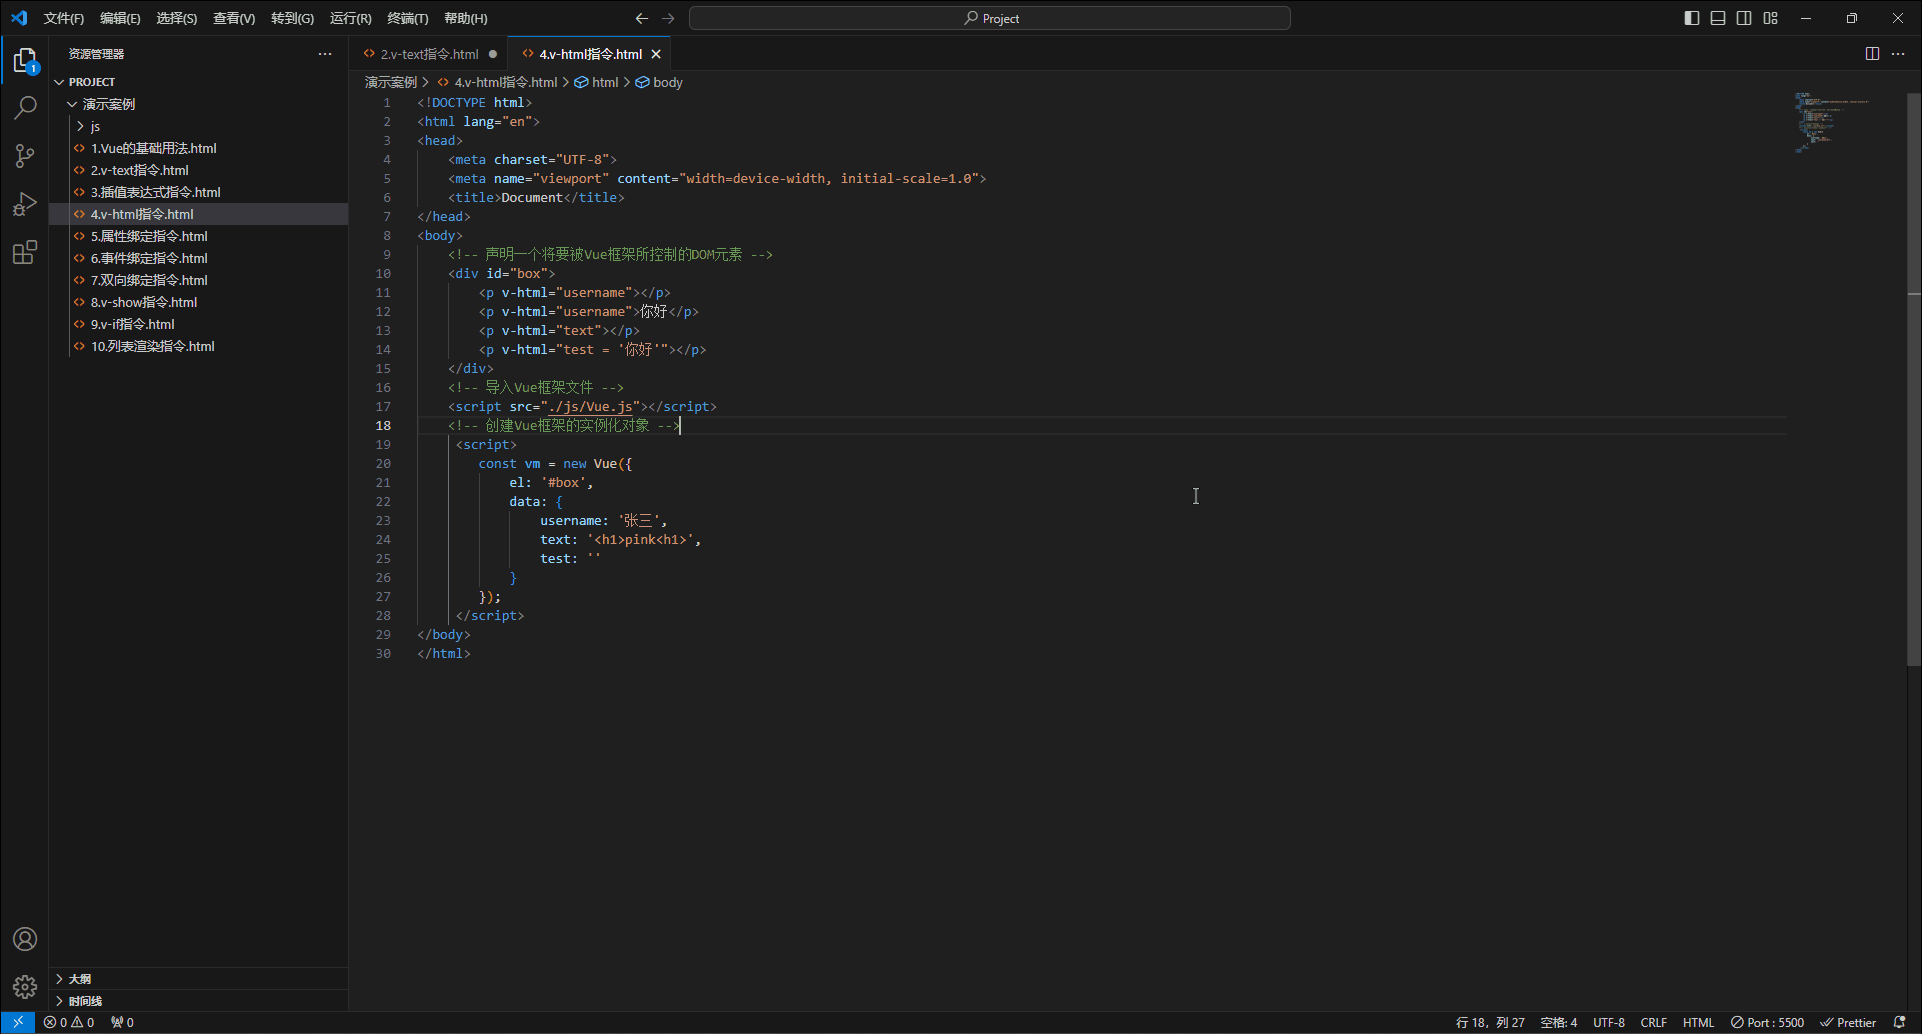 文件(F) 编辑(E) 选择(S) 查看(V) 转到(G) 运行(R) 终端(T) 帮助(H)
Project
资源管理器
PROJECT
演示案例
js
1.Vue的基础用法.html
2.v-text指令.html
3.插值表达式指令.html
4.v-html指令.html
5.属性绑定指令.html
6.事件绑定指令.html
7.双向绑定指令.html
8.v-show指令.html
9.v-if指令.html
10.列表渲染指令.html
大纲
时间线
1
2.v-text指令.html 4.v-html指令.html
演示案例 > 4.v-html指令.html > html > body
1 <!DOCTYPE html>
2 <html lang="en">
3 <head>
4 <meta charset="UTF-8">
5 <meta name="viewport" content="width=device-width, initial-scale=1.0">
6 <title>Document</title>
7 </head>
8 <body>
9 <!-- 声明一个将要被Vue框架所控制的DOM元素 -->
10 <div id="box">
11 <p v-html="username"></p>
12 <p v-html="username">你好</p>
13 <p v-html="text"></p>
14 <p v-html="test = '你好'"></p>
15 </div>
16 <!-- 导入Vue框架文件 -->
17 <script src="./js/Vue.js"></script>
18 <!-- 创建Vue框架的实例化对象 -->
19 <script>
20 const vm = new Vue({
21 el: '#box',
22 data: {
23 username: '张三',
24 text: '<h1>pink<h1>',
25 test: ''
26 }
27 });
28 </script>
29 </body>
30 </html>
0 0 0
行 18, 列 27 空格: 4 UTF-8 CRLF HTML Port : 5500 Prettier